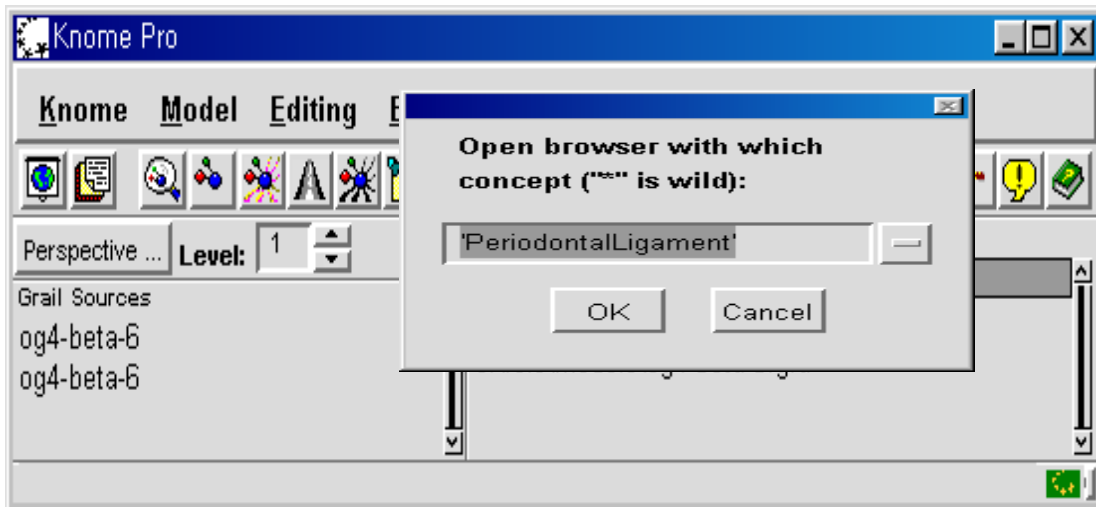 Knome Pro
Knome Model Editing
Open browser with which
concept ("*" is wild):
'PeriodontalLigament'
OK Cancel
Perspective ... Level: 1
Grail Sources
og4-beta-6
og4-beta-6